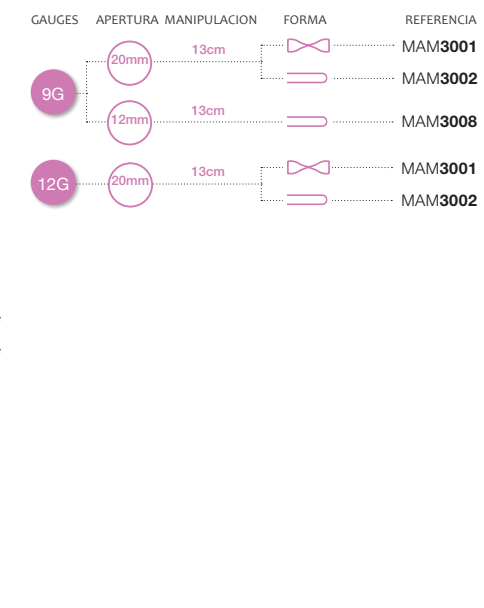 GAUGES APERTURA MANIPULACION FORMA REFERENCIA
13cm MAM3001
20mm
MAM3002
9G
13cm
12mm MAM3008
13cm MAM3001
20mm
12G
MAM3002